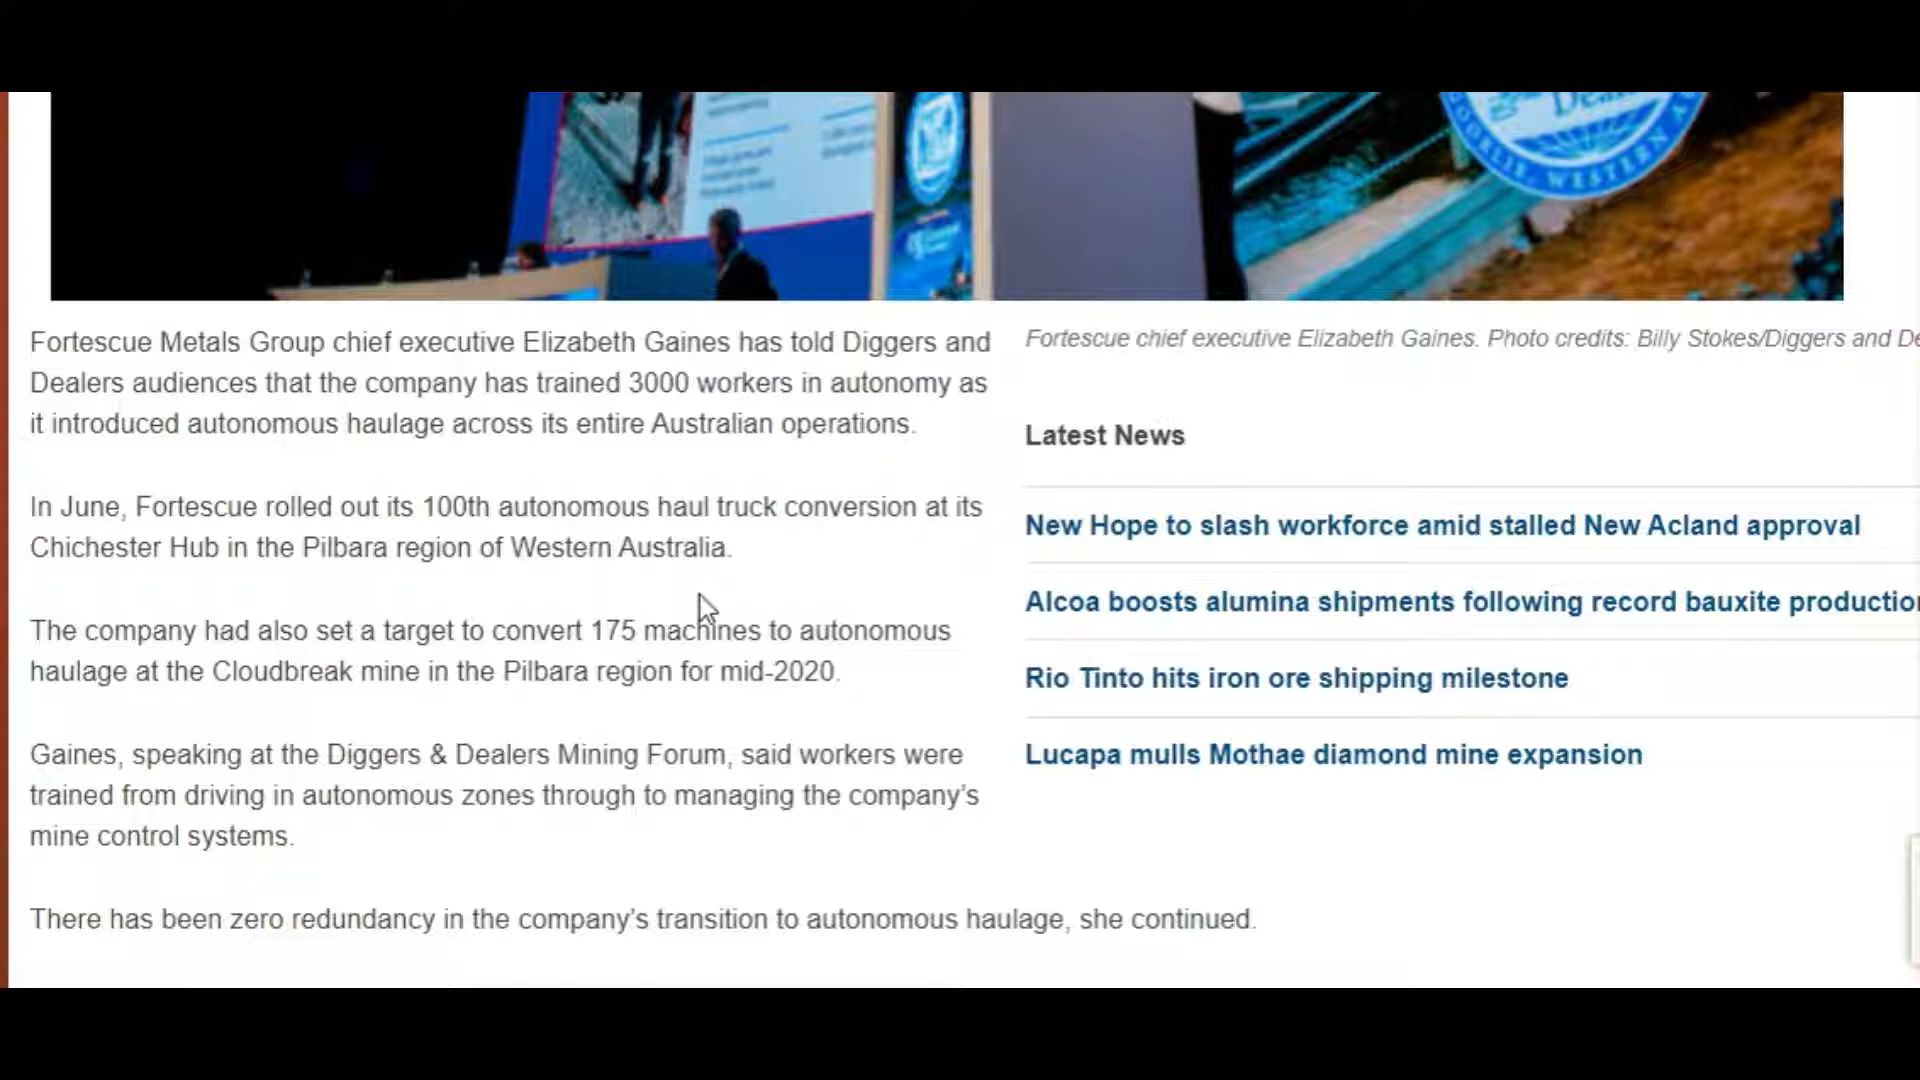 OORLIE, WESTERN A
Fortescue Metals Group chief executive Elizabeth Gaines has told Diggers and
Dealers audiences that the company has trained 3000 workers in autonomy as
it introduced autonomous haulage across its entire Australian operations.
In June, Fortescue rolled out its 100th autonomous haul truck conversion at its
Chichester Hub in the Pilbara region of Western Australia.
The company had also set a target to convert 175 machines to autonomous
haulage at the Cloudbreak mine in the Pilbara region for mid-2020.
Gaines, speaking at the Diggers & Dealers Mining Forum, said workers were
trained from driving in autonomous zones through to managing the company’s
mine control systems.
There has been zero redundancy in the company’s transition to autonomous haulage, she continued.
Fortescue chief executive Elizabeth Gaines. Photo credits: Billy Stokes/Diggers and De
Latest News
New Hope to slash workforce amid stalled New Acland approval
Alcoa boosts alumina shipments following record bauxite productio
Rio Tinto hits iron ore shipping milestone
Lucapa mulls Mothae diamond mine expansion